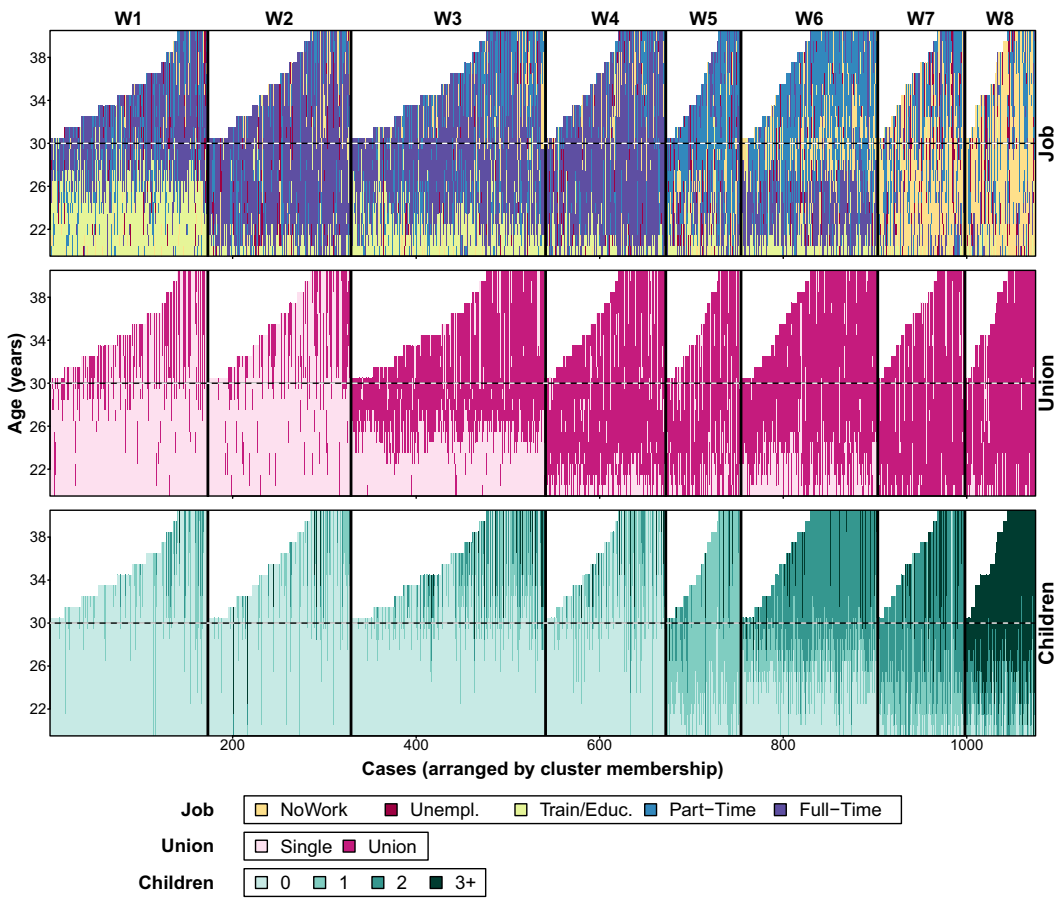 W1 W2 W3 W4 W5 W6 W7 W8
38
34
30
26
22
Job
38
34
30
26
22
Union
Age (years)
38
34
30
26
22
Children
200 400 600 800 1000
Cases (arranged by cluster membership)
Job NoWork Unempl. Train/Educ. Part−Time Full−Time
Union Single Union
Children 0 1 2 3+